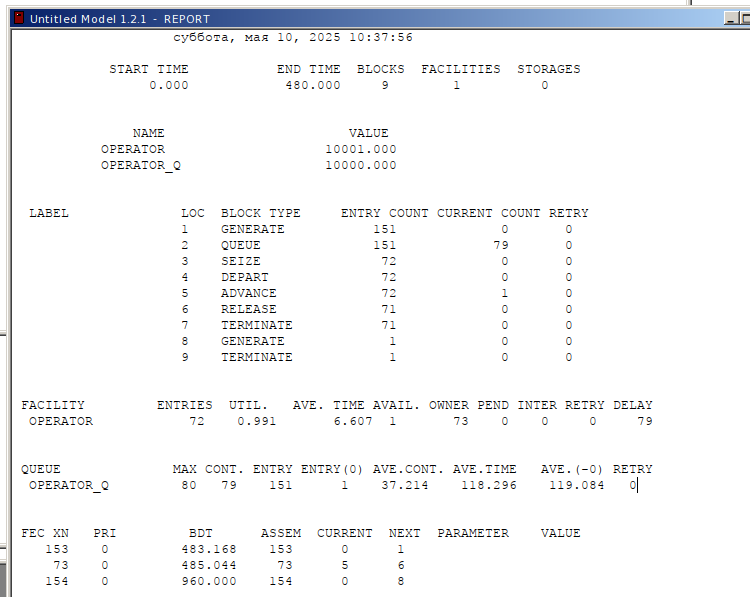 Untitled Model 1.2.1 - REPORT
суббота, мая 10, 2025 10:37:56
START TIME END TIME BLOCKS FACILITIES STORAGES
0.000 480.000 9 1 0
NAME VALUE
OPERATOR 10001.000
OPERATOR_Q 10000.000
LABEL LOC BLOCK TYPE ENTRY COUNT CURRENT COUNT RETRY
1 GENERATE 151 0 0
2 QUEUE 151 79 0
3 SEIZE 72 0 0
4 DEPART 72 0 0
5 ADVANCE 72 1 0
6 RELEASE 71 0 0
7 TERMINATE 71 0 0
8 GENERATE 1 0 0
9 TERMINATE 1 0 0
FACILITY ENTRIES UTIL. AVE. TIME AVAIL. OWNER PEND INTER RETRY DELAY
OPERATOR 72 0.991 6.607 1 73 0 0 0 79
QUEUE MAX CONT. ENTRY ENTRY(0) AVE.CONT. AVE.TIME AVE.(-0) RETRY
OPERATOR_Q 80 79 151 1 37.214 118.296 119.084 0
FEC XN PRI BDT ASSEM CURRENT NEXT PARAMETER VALUE
153 0 483.168 153 0 1
73 0 485.044 73 5 6
154 0 960.000 154 0 8